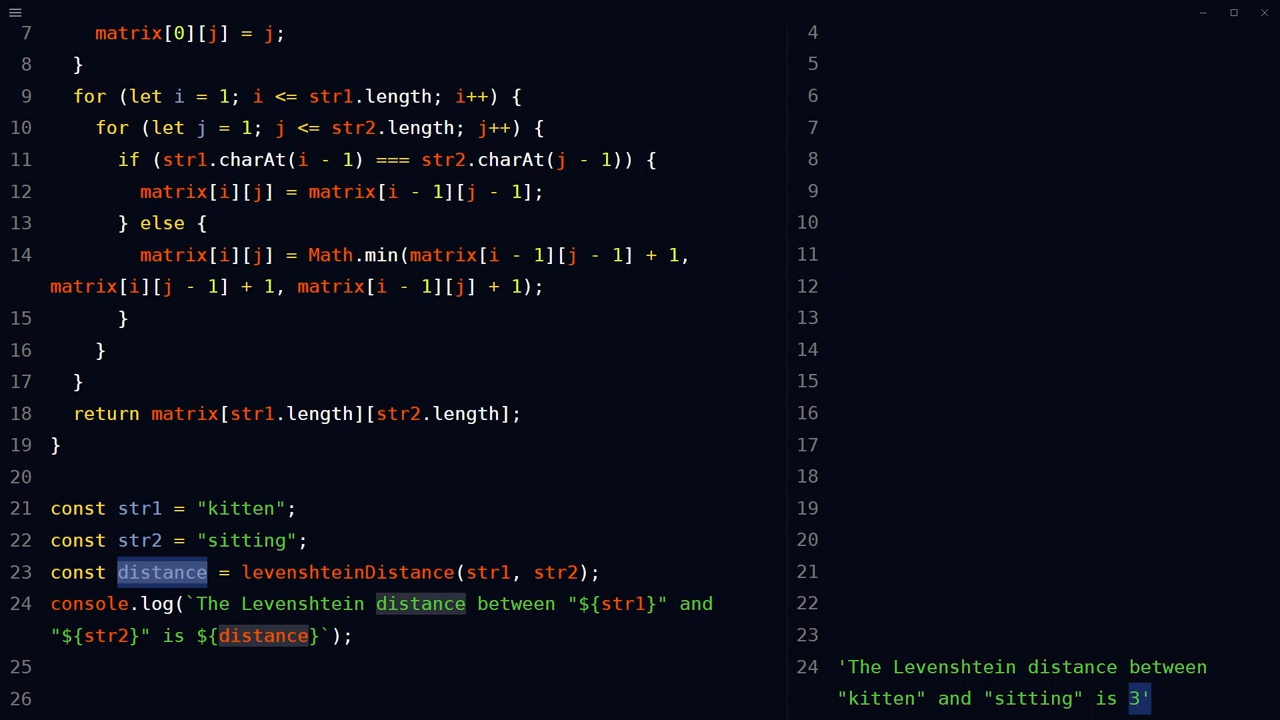 7     matrix[0][j] = j;
8   }
9   for (let i = 1; i <= str1.length; i++) {
10     for (let j = 1; j <= str2.length; j++) {
11       if (str1.charAt(i - 1) === str2.charAt(j - 1)) {
12         matrix[i][j] = matrix[i - 1][j - 1];
13       } else {
14         matrix[i][j] = Math.min(matrix[i - 1][j - 1] + 1,
matrix[i][j - 1] + 1, matrix[i - 1][j] + 1);
15       }
16     }
17   }
18   return matrix[str1.length][str2.length];
19 }
20
21 const str1 = "kitten";
22 const str2 = "sitting";
23 const distance = levenshteinDistance(str1, str2);
24 console.log(`The Levenshtein distance between "${str1}" and
"${str2}" is ${distance}`);
25
26
4
5
6
7
8
9
10
11
12
13
14
15
16
17
18
19
20
21
22
23
24 'The Levenshtein distance between
"kitten" and "sitting" is 3'